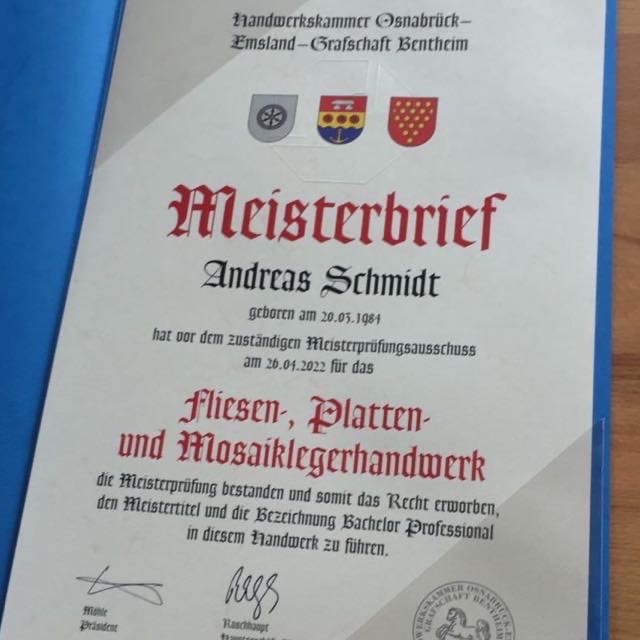 Handwerkskammer Osnabrück–
Emsland–Grafschaft Bentheim
Meisterbrief
Andreas Schmidt
geboren am 20.03.1984
hat vor dem zuständigen Meisterprüfungsausschuss
am 26.04.2022 für das
Fliesen-, Platten-
und Mosaiklegerhandwerk
die Meisterprüfung bestanden und somit das Recht erworben,
den Meistertitel und die Bezeichnung Bachelor Professional
in diesem Handwerk zu führen.
Möhle
Präsident
Raschhaupt